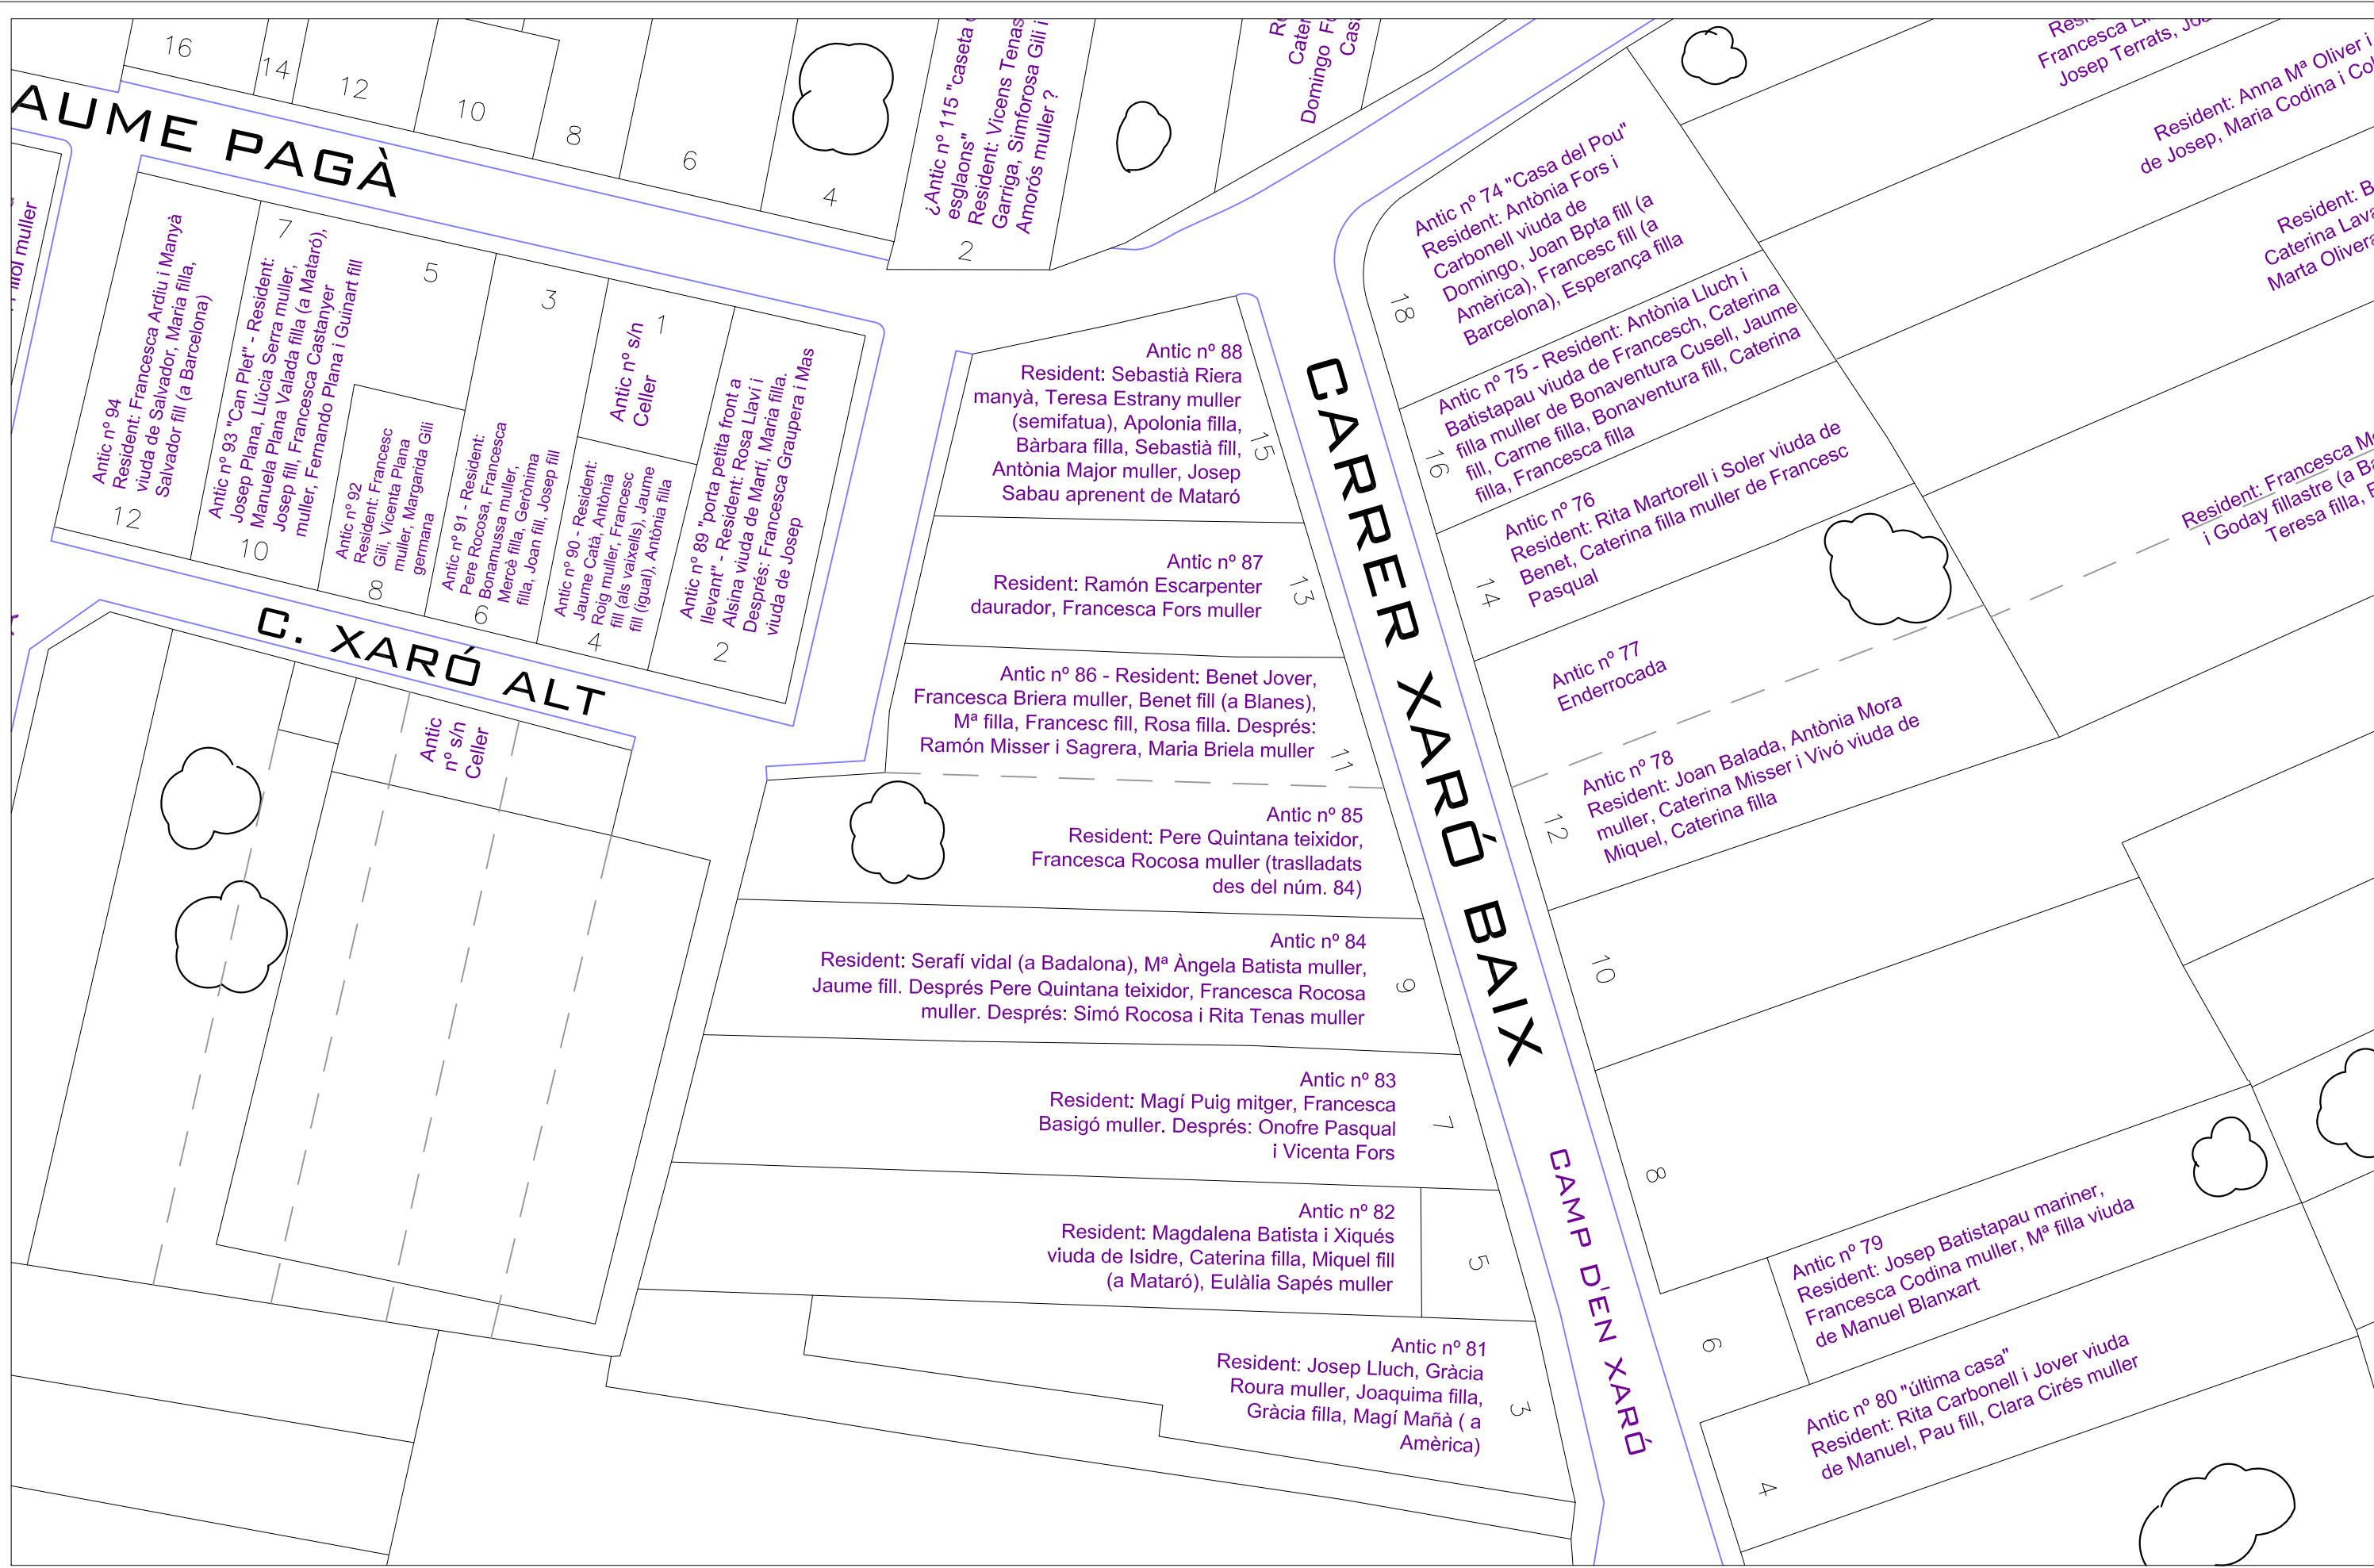 16
14
12
10
8
6
4
2
AUME PAGÀ
¿Antic nº 115 "caseta
esglaons"
Resident: Vicens Tenas
Garriga, Simforosa Gili i
Amorós muller ?
Domingo
muller
Antic nº 94
Resident: Francesca Ardiu i Manyà
viuda de Salvador, Maria filla,
Salvador fill (a Barcelona)
12
7
Antic nº 93 "Can Plet" - Resident:
Josep Plana, Llúcia Serra muller,
Manuela Plana Valada filla (a Mataró),
Josep fill, Francesca Castanyer
muller, Fernando Plana i Guinart fill
10
5
Antic nº 92
Resident: Francesc
Gili, Vicenta Plana
muller, Margarida Gili
germana
8
3
Antic nº 91 - Resident:
Pere Rocosa, Francesca
Bonamussa muller,
Mercè filla, Gerònima
filla, Joan fill, Josep fill
6
1
Antic nº s/n
Celler
Antic nº 90 - Resident:
Jaume Catà, Antònia
Roig muller, Francesc
fill (als vaixells), Jaume
fill (igual), Antònia filla
4
Antic nº 89 "porta petita front a
llevant" - Resident: Rosa Llaví i
Alsina viuda de Martí, Maria filla.
Després: Francesca Graupera i Mas
viuda de Josep
2
C. XARÓ ALT
Antic
nº s/n
Celler
Antic nº 88
Resident: Sebastià Riera
manyà, Teresa Estrany muller
(semifatua), Apolonia filla,
Bàrbara filla, Sebastià fill,
Antònia Major muller, Josep
Sabau aprenent de Mataró
15
Antic nº 87
Resident: Ramón Escarpenter
daurador, Francesca Fors muller
13
Antic nº 86 - Resident: Benet Jover,
Francesca Briera muller, Benet fill (a Blanes),
Mª filla, Francesc fill, Rosa filla. Després:
Ramón Misser i Sagrera, Maria Briela muller
11
Antic nº 85
Resident: Pere Quintana teixidor,
Francesca Rocosa muller (traslladats
des del núm. 84)
Antic nº 84
Resident: Serafí vidal (a Badalona), Mª Àngela Batista muller,
Jaume fill. Després Pere Quintana teixidor, Francesca Rocosa
muller. Després: Simó Rocosa i Rita Tenas muller
9
Antic nº 83
Resident: Magí Puig mitger, Francesca
Basigó muller. Després: Onofre Pasqual
i Vicenta Fors
7
Antic nº 82
Resident: Magdalena Batista i Xiqués
viuda de Isidre, Caterina filla, Miquel fill
(a Mataró), Eulàlia Sapés muller
5
Antic nº 81
Resident: Josep Lluch, Gràcia
Roura muller, Joaquima filla,
Gràcia filla, Magí Mañà ( a
Amèrica)
3
CARRER XARÓ BAIX
CAMP D'EN XARÓ
Antic nº 74 "Casa del Pou"
Resident: Antònia Fors i
Carbonell viuda de
Domingo, Joan Bpta fill (a
Amèrica), Francesc fill (a
Barcelona), Esperança filla
18
Antic nº 75 - Resident: Antònia Lluch i
Batistapau viuda de Francesch, Caterina
filla muller de Bonaventura Cusell, Jaume
fill, Carme filla, Bonaventura fill, Caterina
filla, Francesca filla
16
Antic nº 76
Resident: Rita Martorell i Soler viuda de
Benet, Caterina filla muller de Francesc
Pasqual
14
Antic nº 77
Enderrocada
Antic nº 78
Resident: Joan Balada, Antònia Mora
muller, Caterina Misser i Vivó viuda de
Miquel, Caterina filla
12
10
8
Antic nº 79
Resident: Josep Batistapau mariner,
Francesca Codina muller, Mª filla viuda
de Manuel Blanxart
6
Antic nº 80 "última casa"
Resident: Rita Carbonell i Jover viuda
de Manuel, Pau fill, Clara Cirés muller
4
Francesca
Josep Terrats,
Resident: Anna Mª Oliver i
de Josep, Maria Codina i
Resident:
Caterina
Marta
Resident: Francesca
i Goday fillastre (a
Teresa filla,